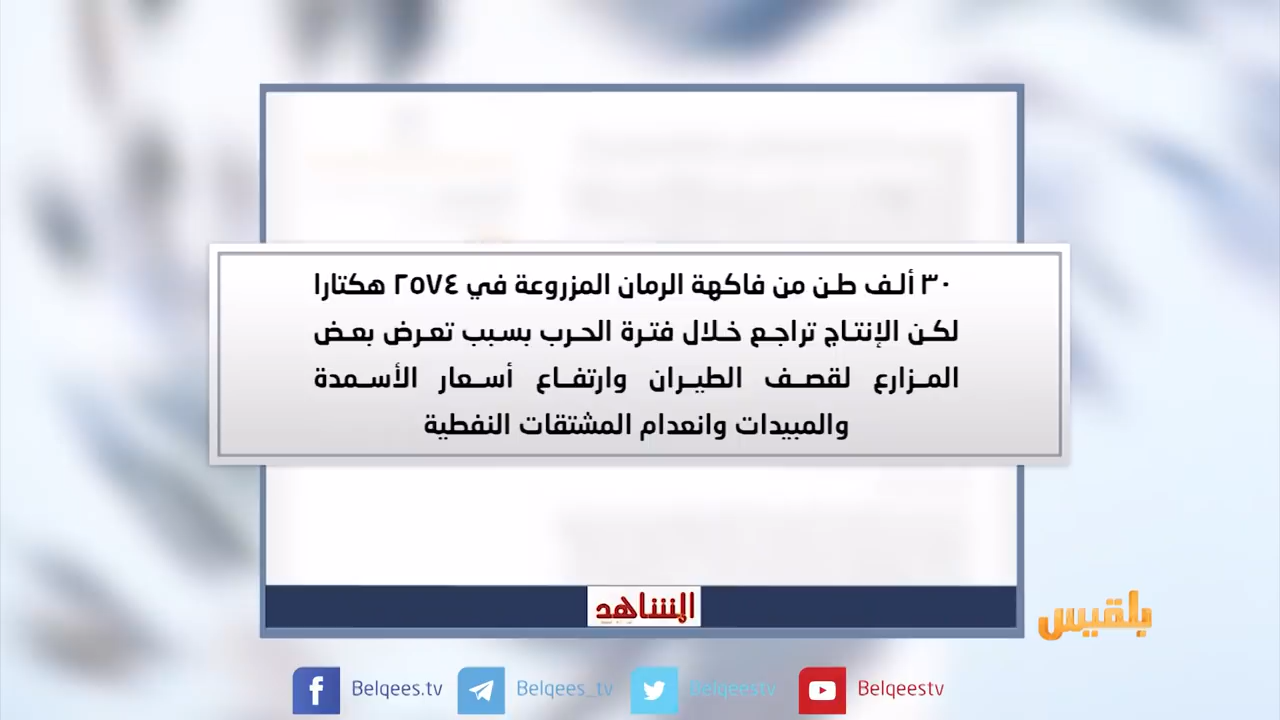 ٣٠ ألف طن من فاكهة الرمان المزروعة في ٢٥٧٤ هكتارا
لكن الإنتاج تراجع خلال فترة الحرب بسبب تعرض بعض
المزارع لقصف الطيران وارتفاع أسعار الأسمدة
والمبيدات وانعدام المشتقات النفطية
المشاهد
بلقيس
Belqees.tv
Belqees_tv
Belqeestv
Belqeestv